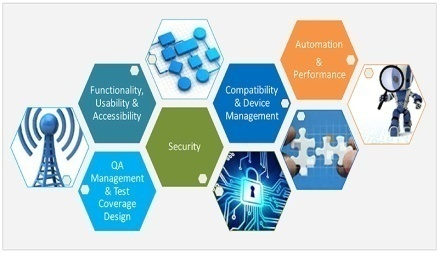 Automation
&
Performance
Functionality,
Usability &
Accessibility
Compatibility
& Device
Management
Security
QA
Management
& Test
Coverage
Design